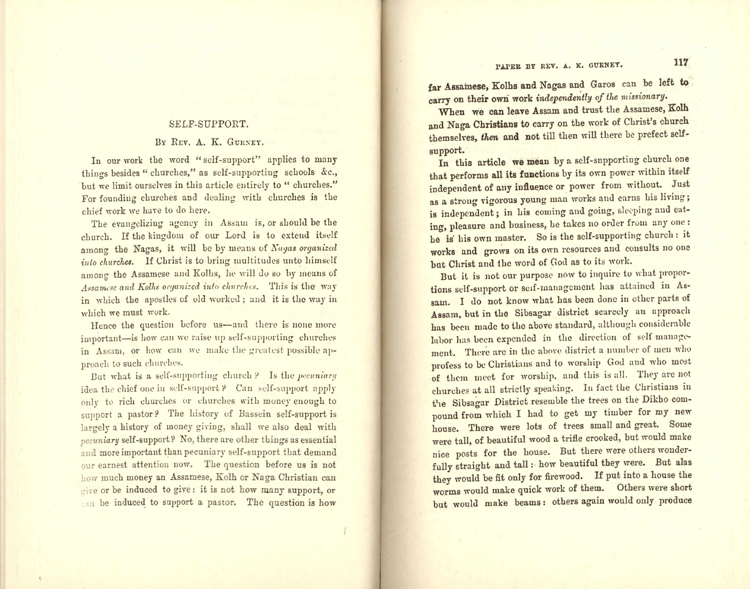 SELF-SUPPORT.
BY REV. A. K. GURNEY.
In our work the word "self-support" applies to many
things besides "churches," as self-supporting schools &c.,
but we limit ourselves in this article entirely to "churches."
For founding churches and dealing with churches is the
chief work we have to do here.
The evangelizing agency in Assam is, or should be the
church. If the kingdom of our Lord is to extend itself
among the Nagas, it will be by means of Nagas organized
into churches. If Christ is to bring multitudes unto himself
among the Assamese and Kolhs, he will do so by means of
Assamese and Kolhs organized into churches. This is the way
in which the apostles of old worked; and it is the way in
which we must work.
Hence the question before us—and there is none more
important—is how can we raise up self-supporting churches
in Assam, or how can we make the greatest possible ap-
proach to such churches.
But what is a self-supporting church? Is the pecuniary
idea the chief one in self-support? Can self-support apply
only to rich churches or churches with money enough to
support a pastor? The history of Bassein self-support is
largely a history of money giving, shall we also deal with
pecuniary self-support? No, there are other things as essential
and more important than pecuniary self-support that demand
our earnest attention now. The question before us is not
how much money an Assamese, Kolh or Naga Christian can
give or be induced to give: it is not how many support, or
can be induced to support a pastor. The question is how
PAPER BY REV. A. K. GURNEY. 117
far Assamese, Kolhs and Nagas and Garos can be left to
carry on their own work independently of the missionary.
When we can leave Assam and trust the Assamese, Kolh
and Naga Christians to carry on the work of Christ's church
themselves, then and not till then will there be prefect self-
support.
In this article we mean by a self-snpporting church one
that performs all its functions by its own power within itself
independent of any influence or power from without. Just
as a strong vigorous young man works and earns his living;
is independent; in his coming and going, sleeping and eat-
ing, pleasure and business, he takes no order from any one:
he is his own master. So is the self-supporting church: it
works and grows on its own resources and consults no one
but Christ and the word of God as to its work.
But it is not our purpose now to inquire to what propor-
tions self-support or self-management has attained in As-
sam. I do not know what has been done in other parts of
Assam, but in the Sibsagar district scarcely an approach
has been made to the above standard, although considerable
labor has been expended in the direction of self manage-
ment. There are in the above district a number of men who
profess to be Christians and to worship God and who most
of them meet for worship, and this is all. They are not
churches at all strictly speaking. In fact the Christians in
the Sibsagar District resemble the trees on the Dikho com-
pound from which I had to get my timber for my new
house. There were lots of trees small and great. Some
were tall, of beautiful wood a trifle crooked, but would make
nice posts for the house. But there were others wonder-
fully straight and tall: how beautiful they were. But alas
they would be fit only for firewood. If put into a house the
worms would make quick work of them. Others were short
but would make beams: others again would only produce